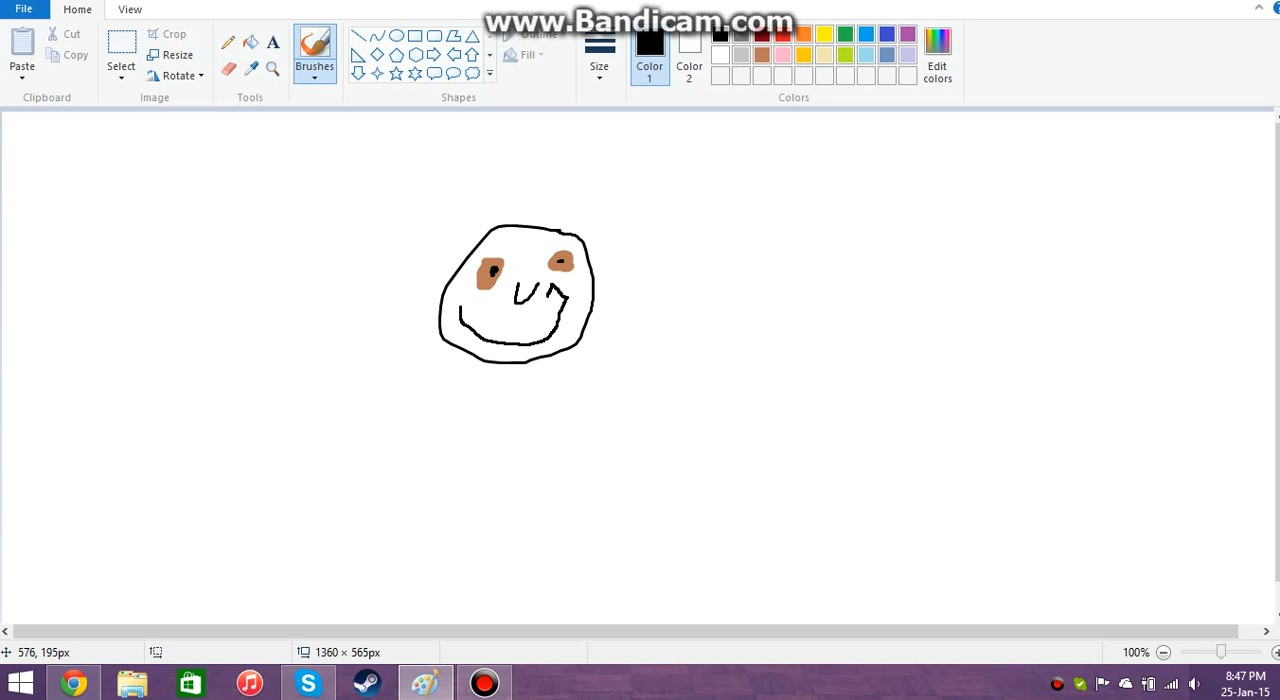 www.Bandicam.com
File Home View
Paste
Cut
Copy
Clipboard
Select
Crop
Resize
Rotate
Image
Tools
Brushes
Outline
Fill
Shapes
Size
Color 1
Color 2
Edit colors
Colors
576, 195px
1360 × 565px
100%
8:47 PM
25-Jan-15